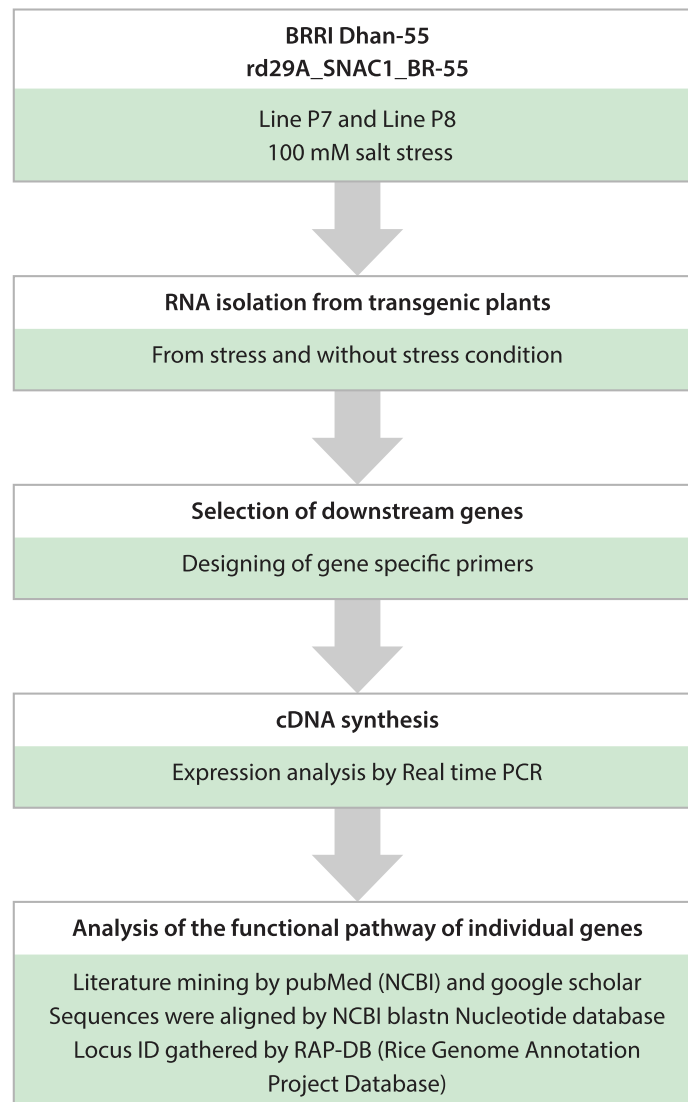 BRRI Dhan-55
rd29A_SNAC1_BR-55
Line P7 and Line P8
100 mM salt stress
RNA isolation from transgenic plants
From stress and without stress condition
Selection of downstream genes
Designing of gene specific primers
cDNA synthesis
Expression analysis by Real time PCR
Analysis of the functional pathway of individual genes
Literature mining by pubMed (NCBI) and google scholar
Sequences were aligned by NCBI blastn Nucleotide database
Locus ID gathered by RAP-DB (Rice Genome Annotation
Project Database)